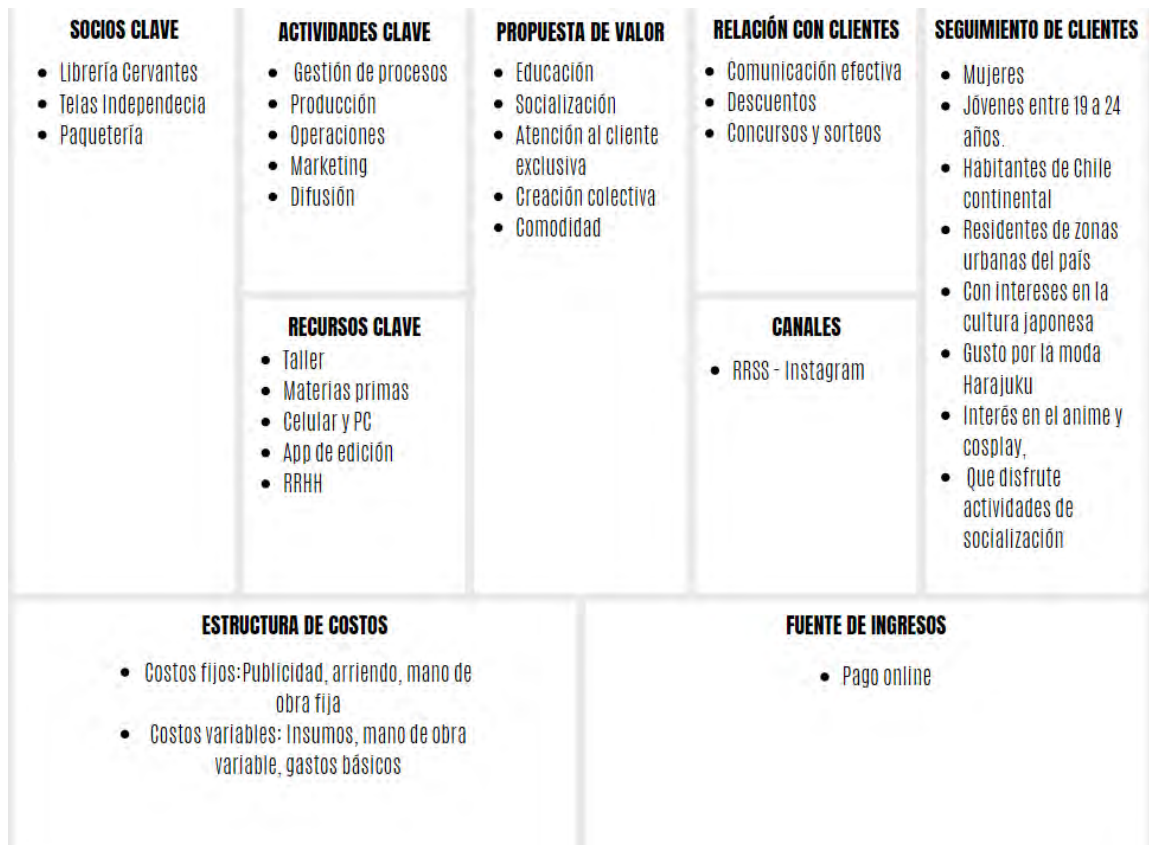 SOCIOS CLAVE
• Librería Cervantes
• Telas Independecia
• Paquetería
ACTIVIDADES CLAVE
• Gestión de procesos
• Producción
• Operaciones
• Marketing
• Difusión
RECURSOS CLAVE
• Taller
• Materias primas
• Celular y PC
• App de edición
• RRHH
PROPUESTA DE VALOR
• Educación
• Socialización
• Atención al cliente
exclusiva
• Creación colectiva
• Comodidad
RELACIÓN CON CLIENTES
• Comunicación efectiva
• Descuentos
• Concursos y sorteos
CANALES
• RRSS - Instagram
SEGUIMIENTO DE CLIENTES
• Mujeres
• Jóvenes entre 19 a 24
años.
• Habitantes de Chile
continental
• Residentes de zonas
urbanas del país
• Con intereses en la
cultura japonesa
• Gusto por la moda
Harajuku
• Interés en el anime y
cosplay,
• Que disfrute
actividades de
socialización
ESTRUCTURA DE COSTOS
• Costos fijos:Publicidad, arriendo, mano de
obra fija
• Costos variables: Insumos, mano de obra
variable, gastos básicos
FUENTE DE INGRESOS
• Pago online